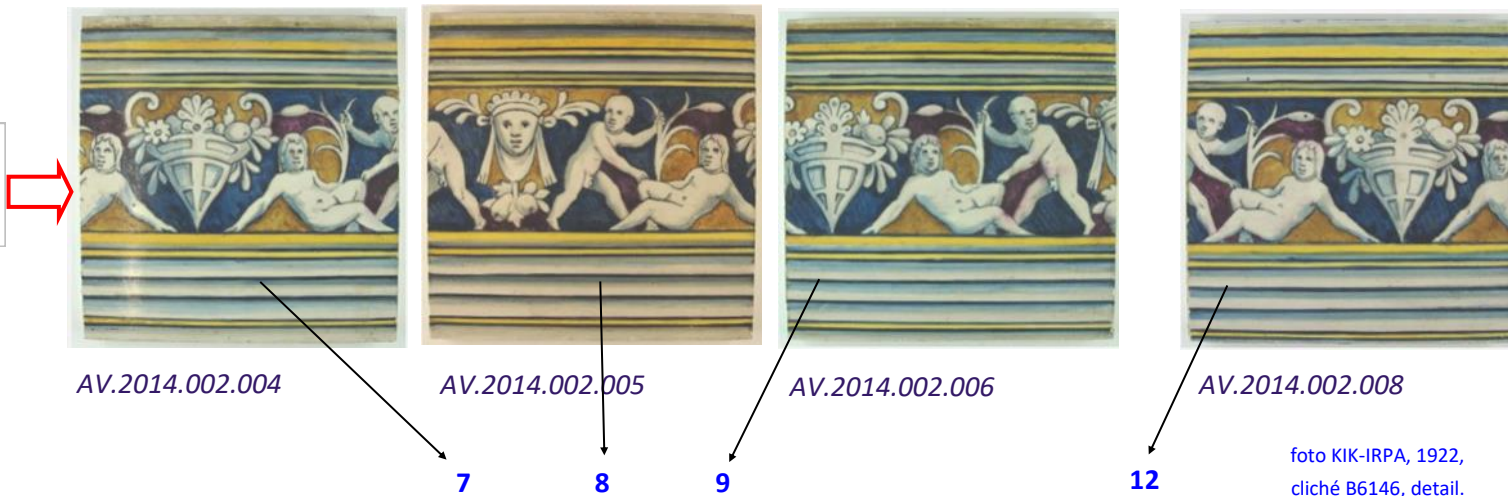 AV.2014.002.004
AV.2014.002.005
AV.2014.002.006
AV.2014.002.008
7
8
9
12
foto KIK-IRPA, 1922,
cliché B6146, detail.